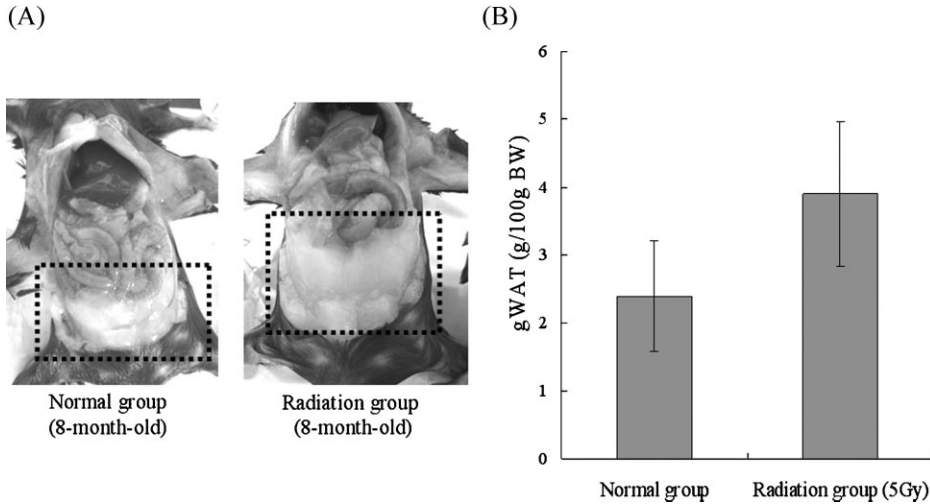 (A)
Normal group
(8-month-old)
Radiation group
(8-month-old)
(B)
gWAT (g/100g BW)
6
5
4
3
2
1
0
Normal group
Radiation group (5Gy)